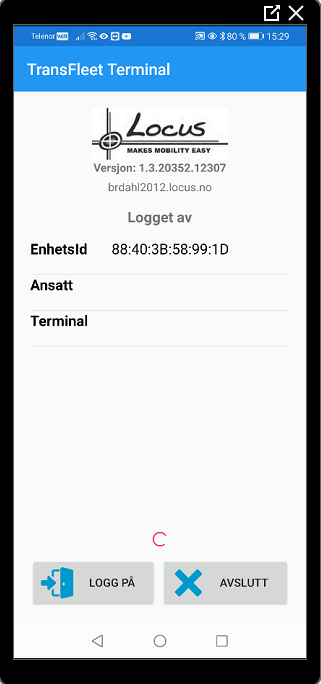 Telenor 80 % 15:29
TransFleet Terminal
Locus
MAKES MOBILITY EASY
Versjon: 1.3.20352.12307
brdahl2012.locus.no
Logget av
EnhetsId 88:40:3B:58:99:1D
Ansatt
Terminal
LOGG PÅ AVSLUTT